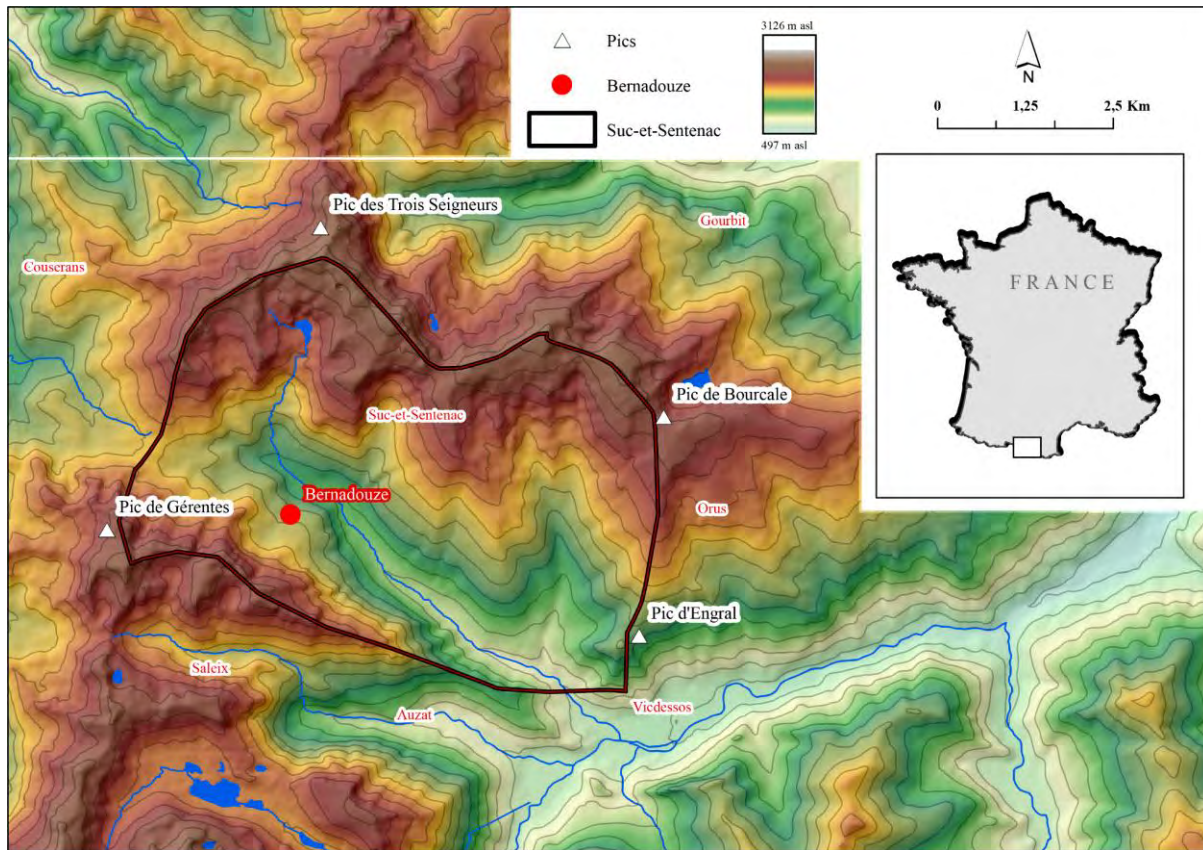 3126 m asl
Pics
Bernadouze
Suc-et-Sentenac
497 m asl
N
0 1,25 2,5 Km
Pic des Trois Seigneurs
Gourbit
Couserans
FRANCE
Pic de Bourcale
Suc-et-Sentenac
Bernadouze
Pic de Gérentes
Orus
Pic d'Engral
Saleix
Auzat
Vicdessos